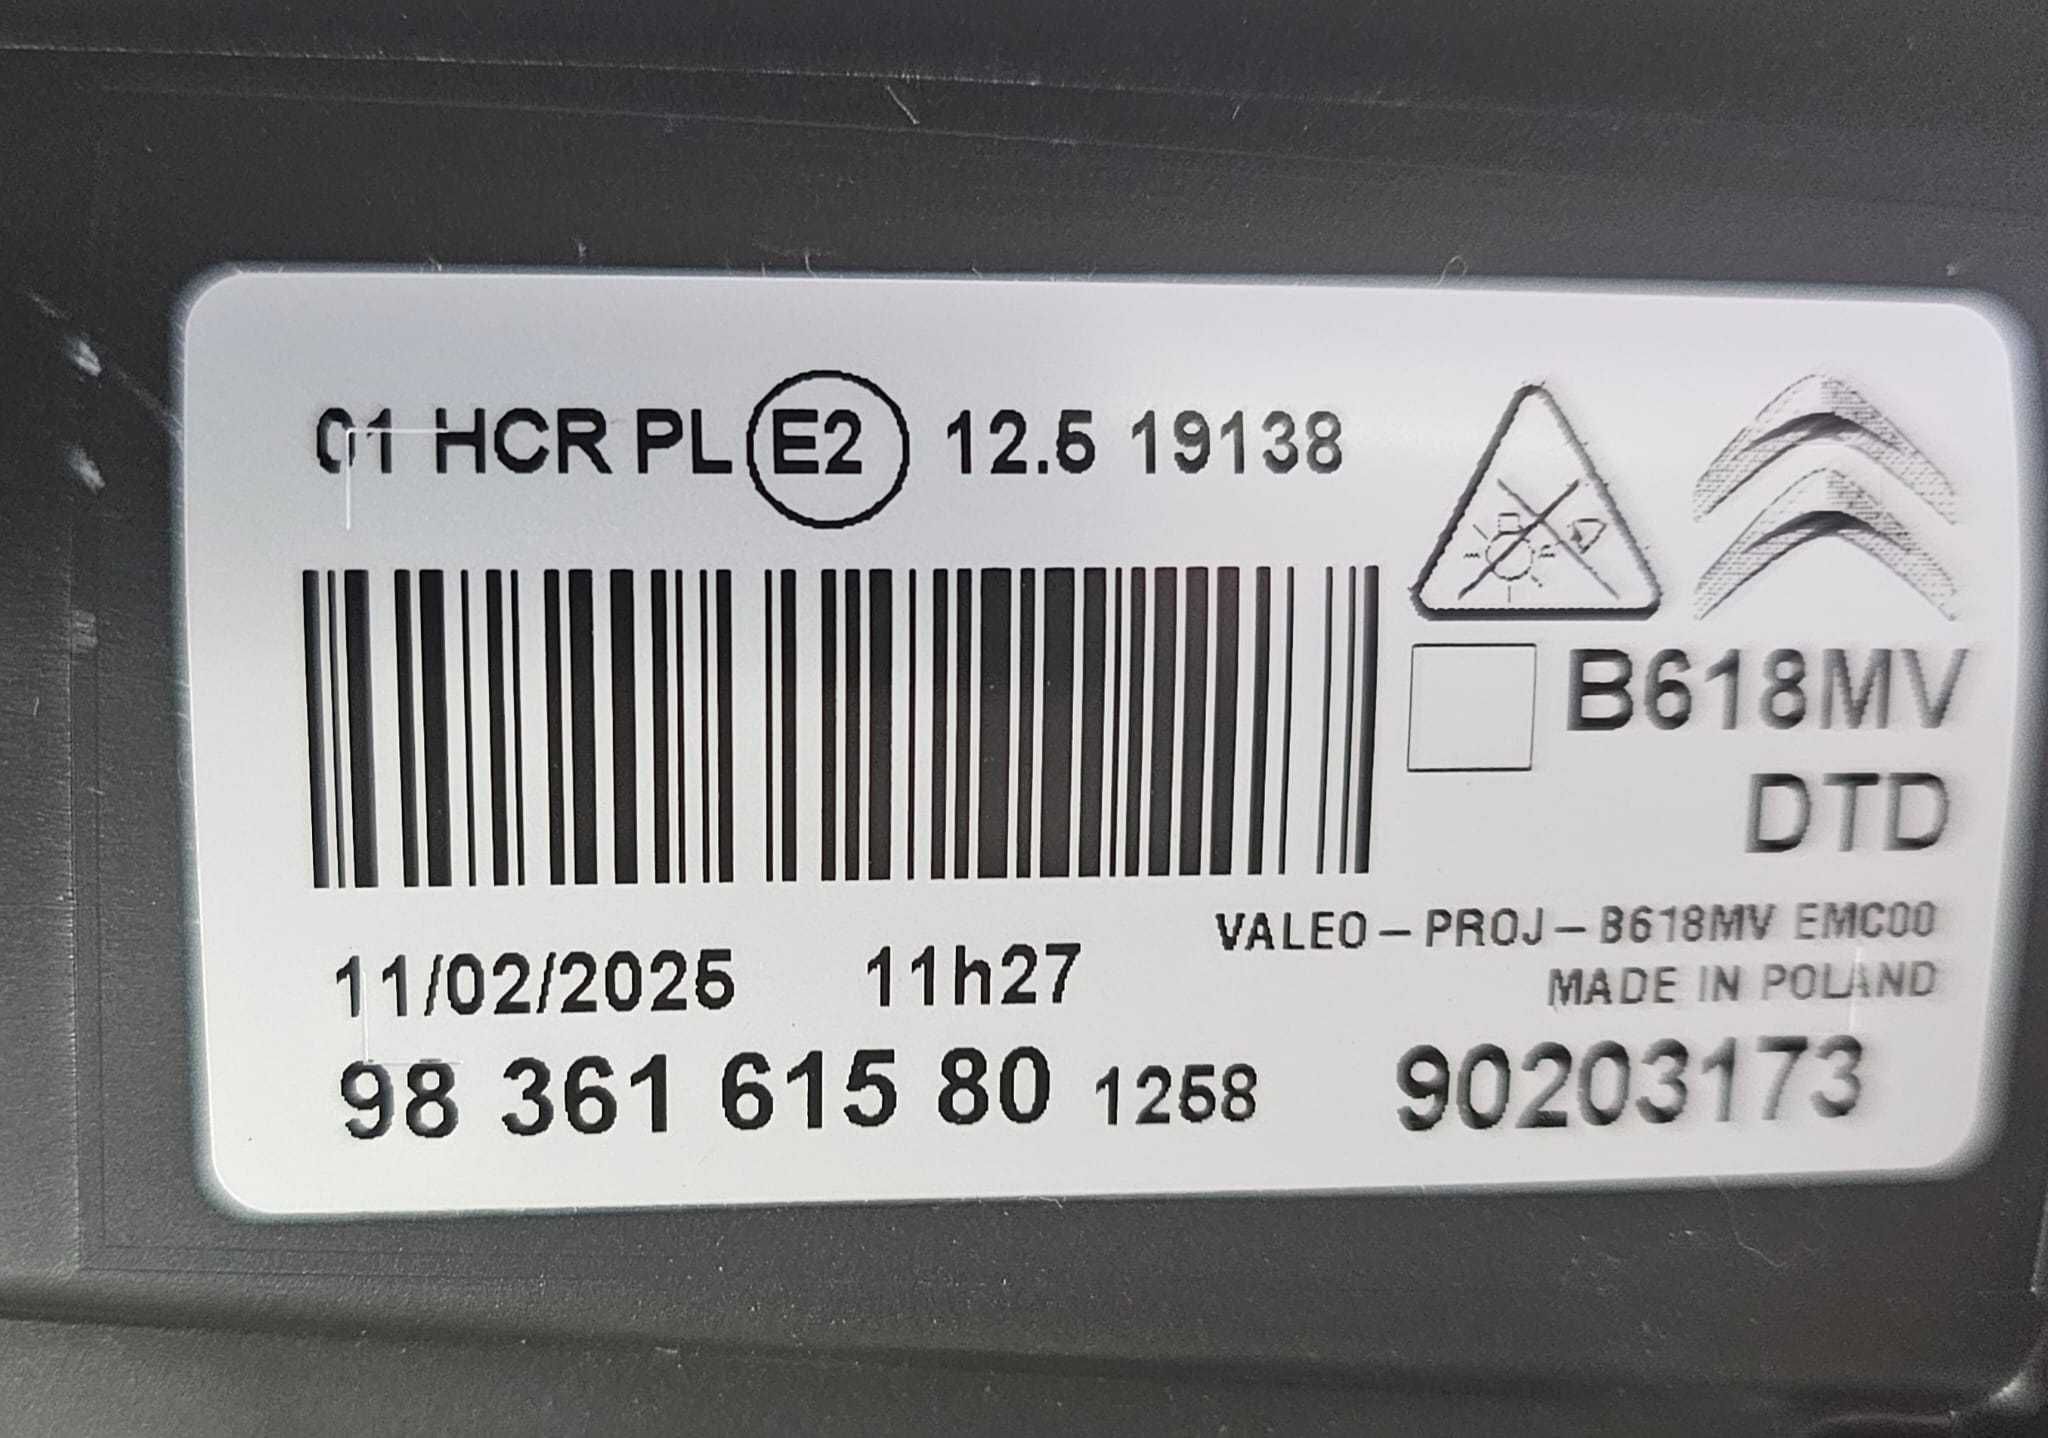 01 HCR PL E2 12.5 19138
B618MV
DTD
VALEO - PROJ - B618MV EMC00
MADE IN POLAND
11/02/2025 11h27
98 361 615 80 1258 90203173